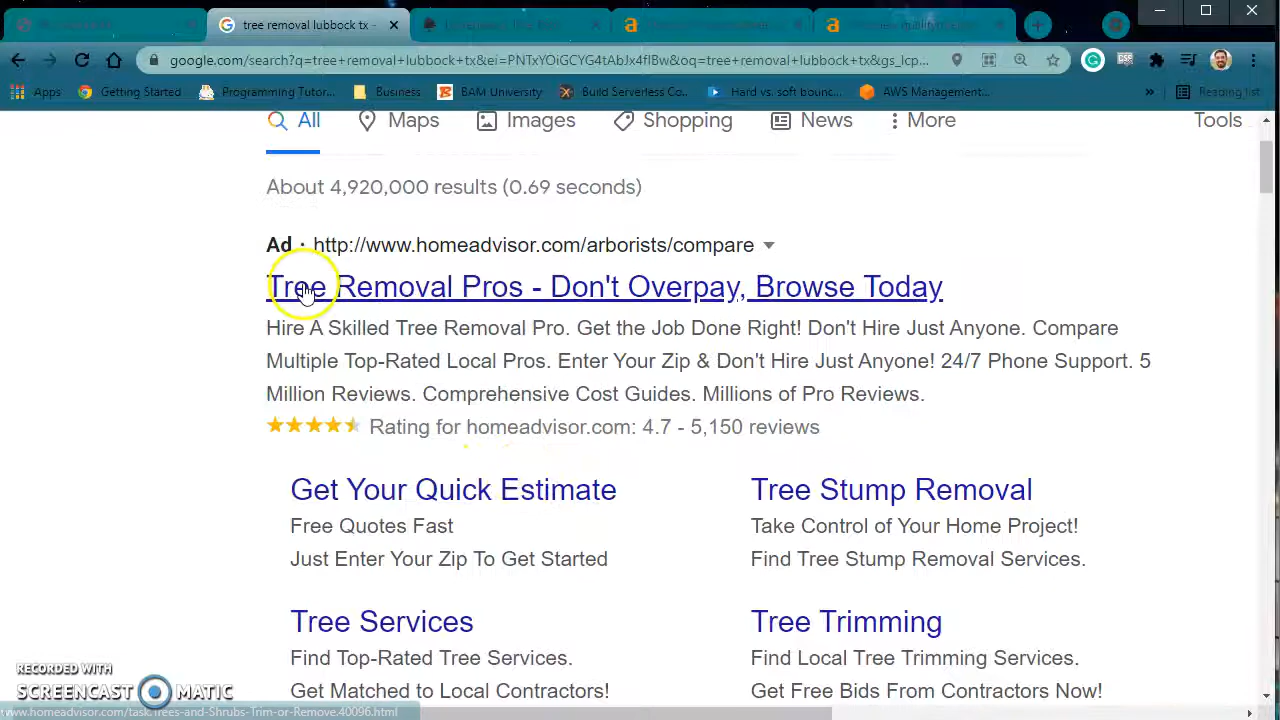 tree removal lubbock tx -
google.com/search?q=tree+removal+lubbock+tx&ei=PNTxYOiGCYG4tAbJx4flBw&oq=tree+removal+lubbock+tx&gs_lcp...
Apps Getting Started Programming Tutor... Business BAM University Build Serverless Co... Hard vs. soft bounc... AWS Management... » Reading list
All Maps Images Shopping News More Tools
About 4,920,000 results (0.69 seconds)
Ad · http://www.homeadvisor.com/arborists/compare
Tree Removal Pros - Don't Overpay, Browse Today
Hire A Skilled Tree Removal Pro. Get the Job Done Right! Don't Hire Just Anyone. Compare
Multiple Top-Rated Local Pros. Enter Your Zip & Don't Hire Just Anyone! 24/7 Phone Support. 5
Million Reviews. Comprehensive Cost Guides. Millions of Pro Reviews.
Rating for homeadvisor.com: 4.7 - 5,150 reviews
Get Your Quick Estimate Tree Stump Removal
Free Quotes Fast Take Control of Your Home Project!
Just Enter Your Zip To Get Started Find Tree Stump Removal Services.
Tree Services Tree Trimming
Find Top-Rated Tree Services. Find Local Tree Trimming Services.
Get Matched to Local Contractors! Get Free Bids From Contractors Now!
RECORDED WITH
SCREENCAST MATIC
www.homeadvisor.com/task.Trees-and-Shrubs-Trim-or-Remove.40096.html